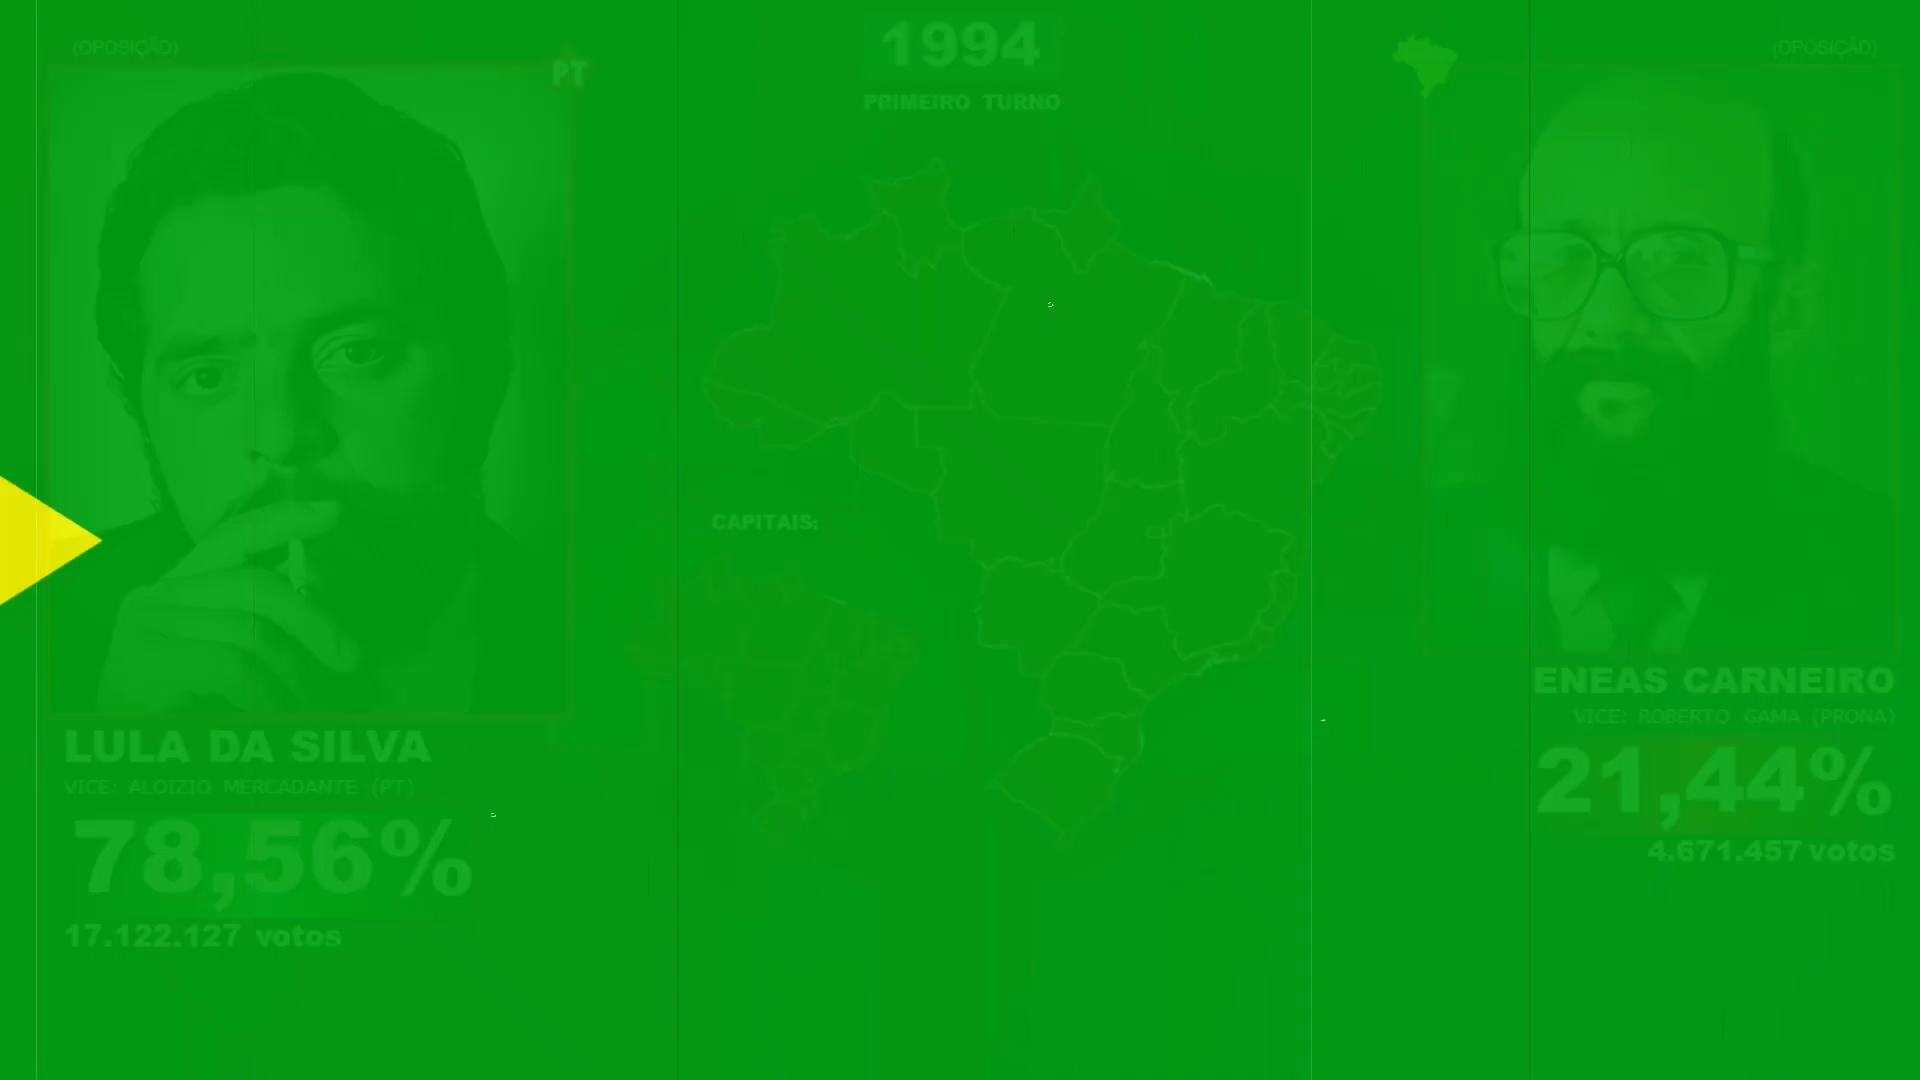 (OPOSIÇÃO)
PT
1994
PRIMEIRO TURNO
(OPOSIÇÃO)
CAPITAIS:
LULA DA SILVA
VICE: ALOIZIO MERCADANTE (PT)
78,56%
17.122.127 votos
ENEAS CARNEIRO
VICE: ROBERTO GAMA (PRONA)
21,44%
4.671.457 votos